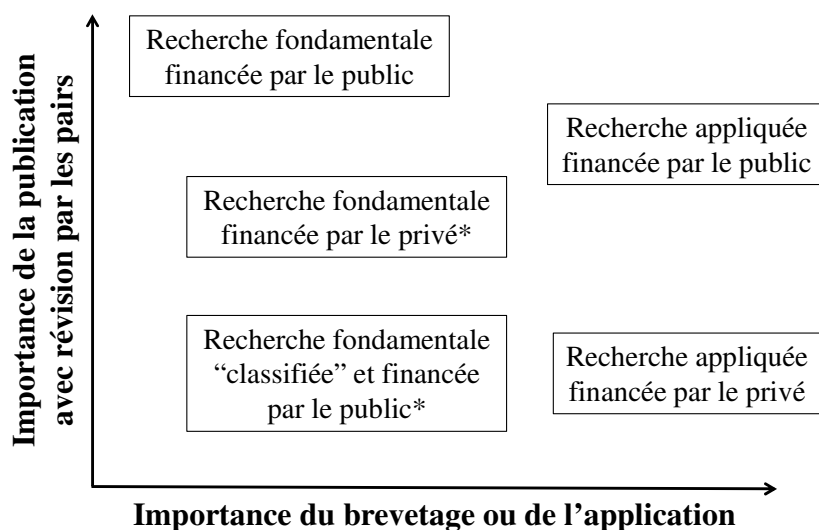 Importance de la publication
avec révision par les pairs
Recherche fondamentale
financée par le public
Recherche appliquée
financée par le public
Recherche fondamentale
financée par le privé*
Recherche fondamentale
“classifiée” et financée
par le public*
Recherche appliquée
financée par le privé
Importance du brevetage ou de l’application